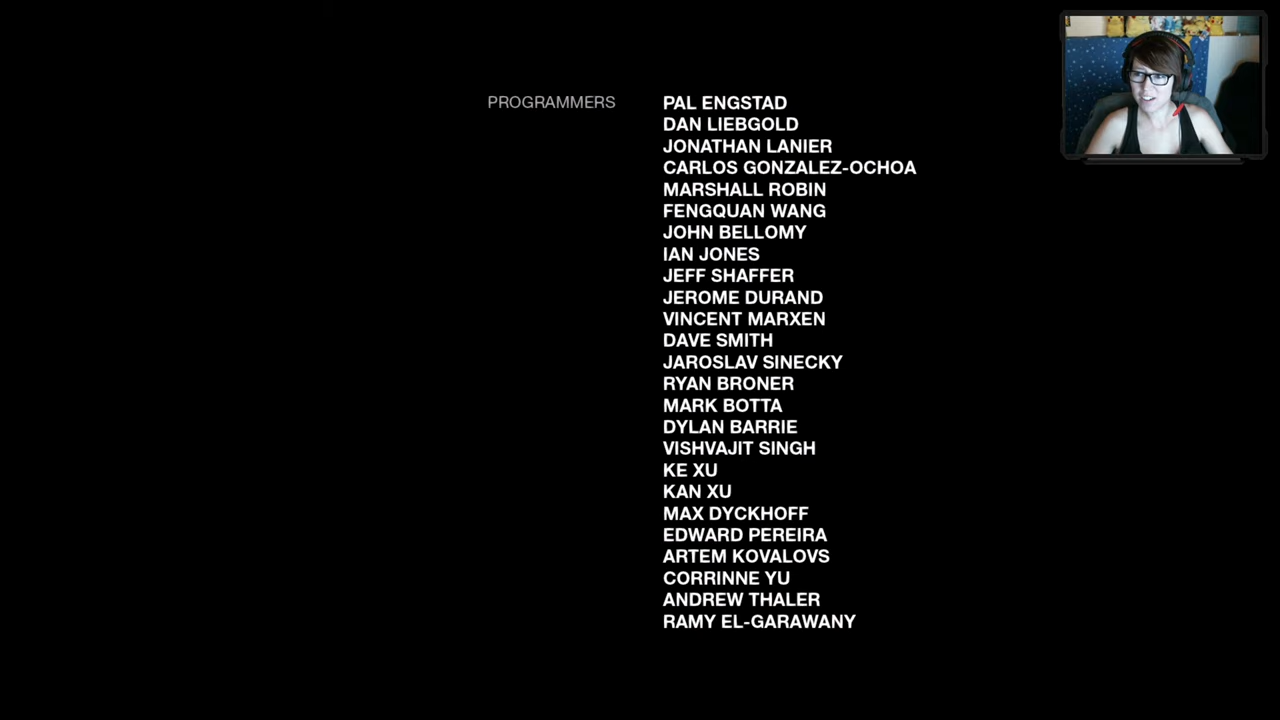 PROGRAMMERS PAL ENGSTAD
DAN LIEBGOLD
JONATHAN LANIER
CARLOS GONZALEZ-OCHOA
MARSHALL ROBIN
FENGQUAN WANG
JOHN BELLOMY
IAN JONES
JEFF SHAFFER
JEROME DURAND
VINCENT MARXEN
DAVE SMITH
JAROSLAV SINECKY
RYAN BRONER
MARK BOTTA
DYLAN BARRIE
VISHVAJIT SINGH
KE XU
KAN XU
MAX DYCKHOFF
EDWARD PEREIRA
ARTEM KOVALOVS
CORRINNE YU
ANDREW THALER
RAMY EL-GARAWANY